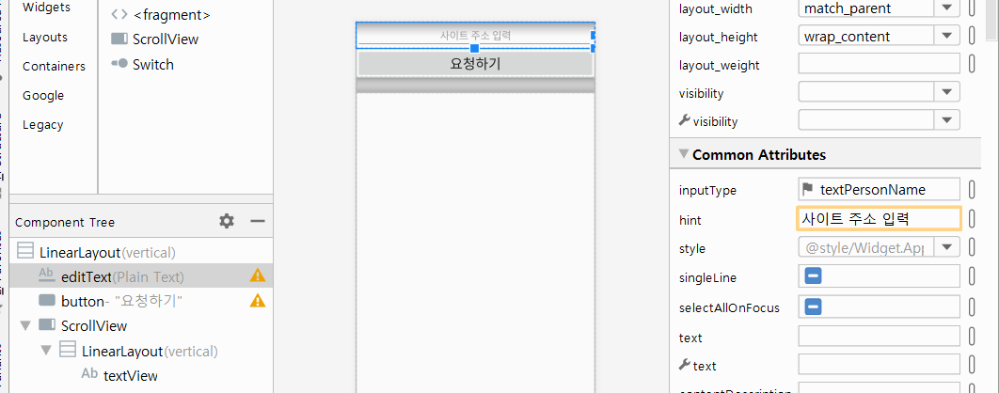 Widgets
Layouts
Containers
Google
Legacy
<fragment>
ScrollView
Switch
Component Tree
LinearLayout(vertical)
Ab editText(Plain Text)
button- "요청하기"
ScrollView
LinearLayout(vertical)
Ab textView
사이트 주소 입력
요청하기
layout_width match_parent
layout_height wrap_content
layout_weight
visibility
visibility
Common Attributes
inputType textPersonName
hint 사이트 주소 입력
style @style/Widget.App
singleLine
selectAllOnFocus
text
text
contentDescription